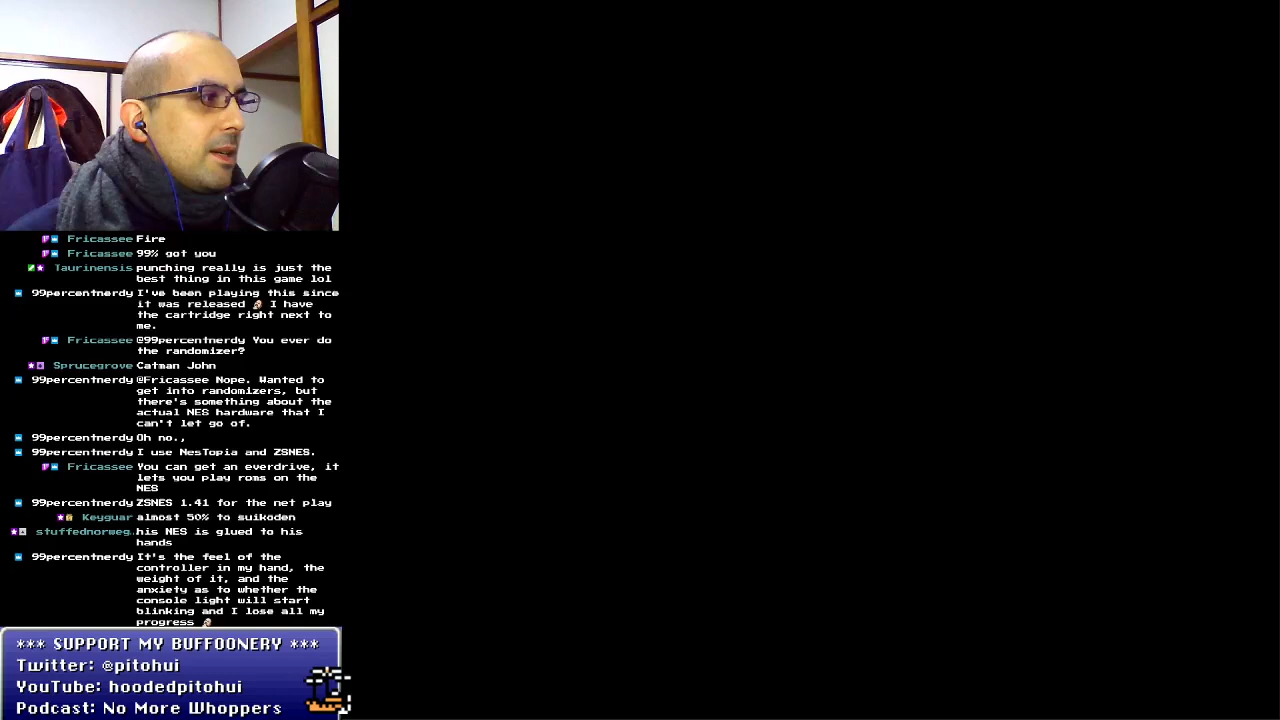 Fricassee Fire
Fricassee 99% got you
Taurinensis punching really is just the
best thing in this game lol
99percentnerdy I've been playing this since
it was released I have
the cartridge right next to
me.
Fricassee @99percentnerdy You ever do
the randomizer?
Sprucegrove Catman John
99percentnerdy @Fricassee Nope. Wanted to
get into randomizers, but
there's something about the
actual NES hardware that I
can't let go of.
99percentnerdy Oh no.,
99percentnerdy I use NesTopia and ZSNES.
Fricassee You can get an everdrive, it
lets you play roms on the
NES
99percentnerdy ZSNES 1.41 for the net play
Keyguar almost 50% to suikoden
stuffednorweg.. his NES is glued to his
hands
99percentnerdy It's the feel of the
controller in my hand, the
weight of it, and the
anxiety as to whether the
console light will start
blinking and I lose all my
progress
*** SUPPORT MY BUFFOONERY ***
Twitter: @pitohui
YouTube: hoodedpitohui
Podcast: No More Whoppers